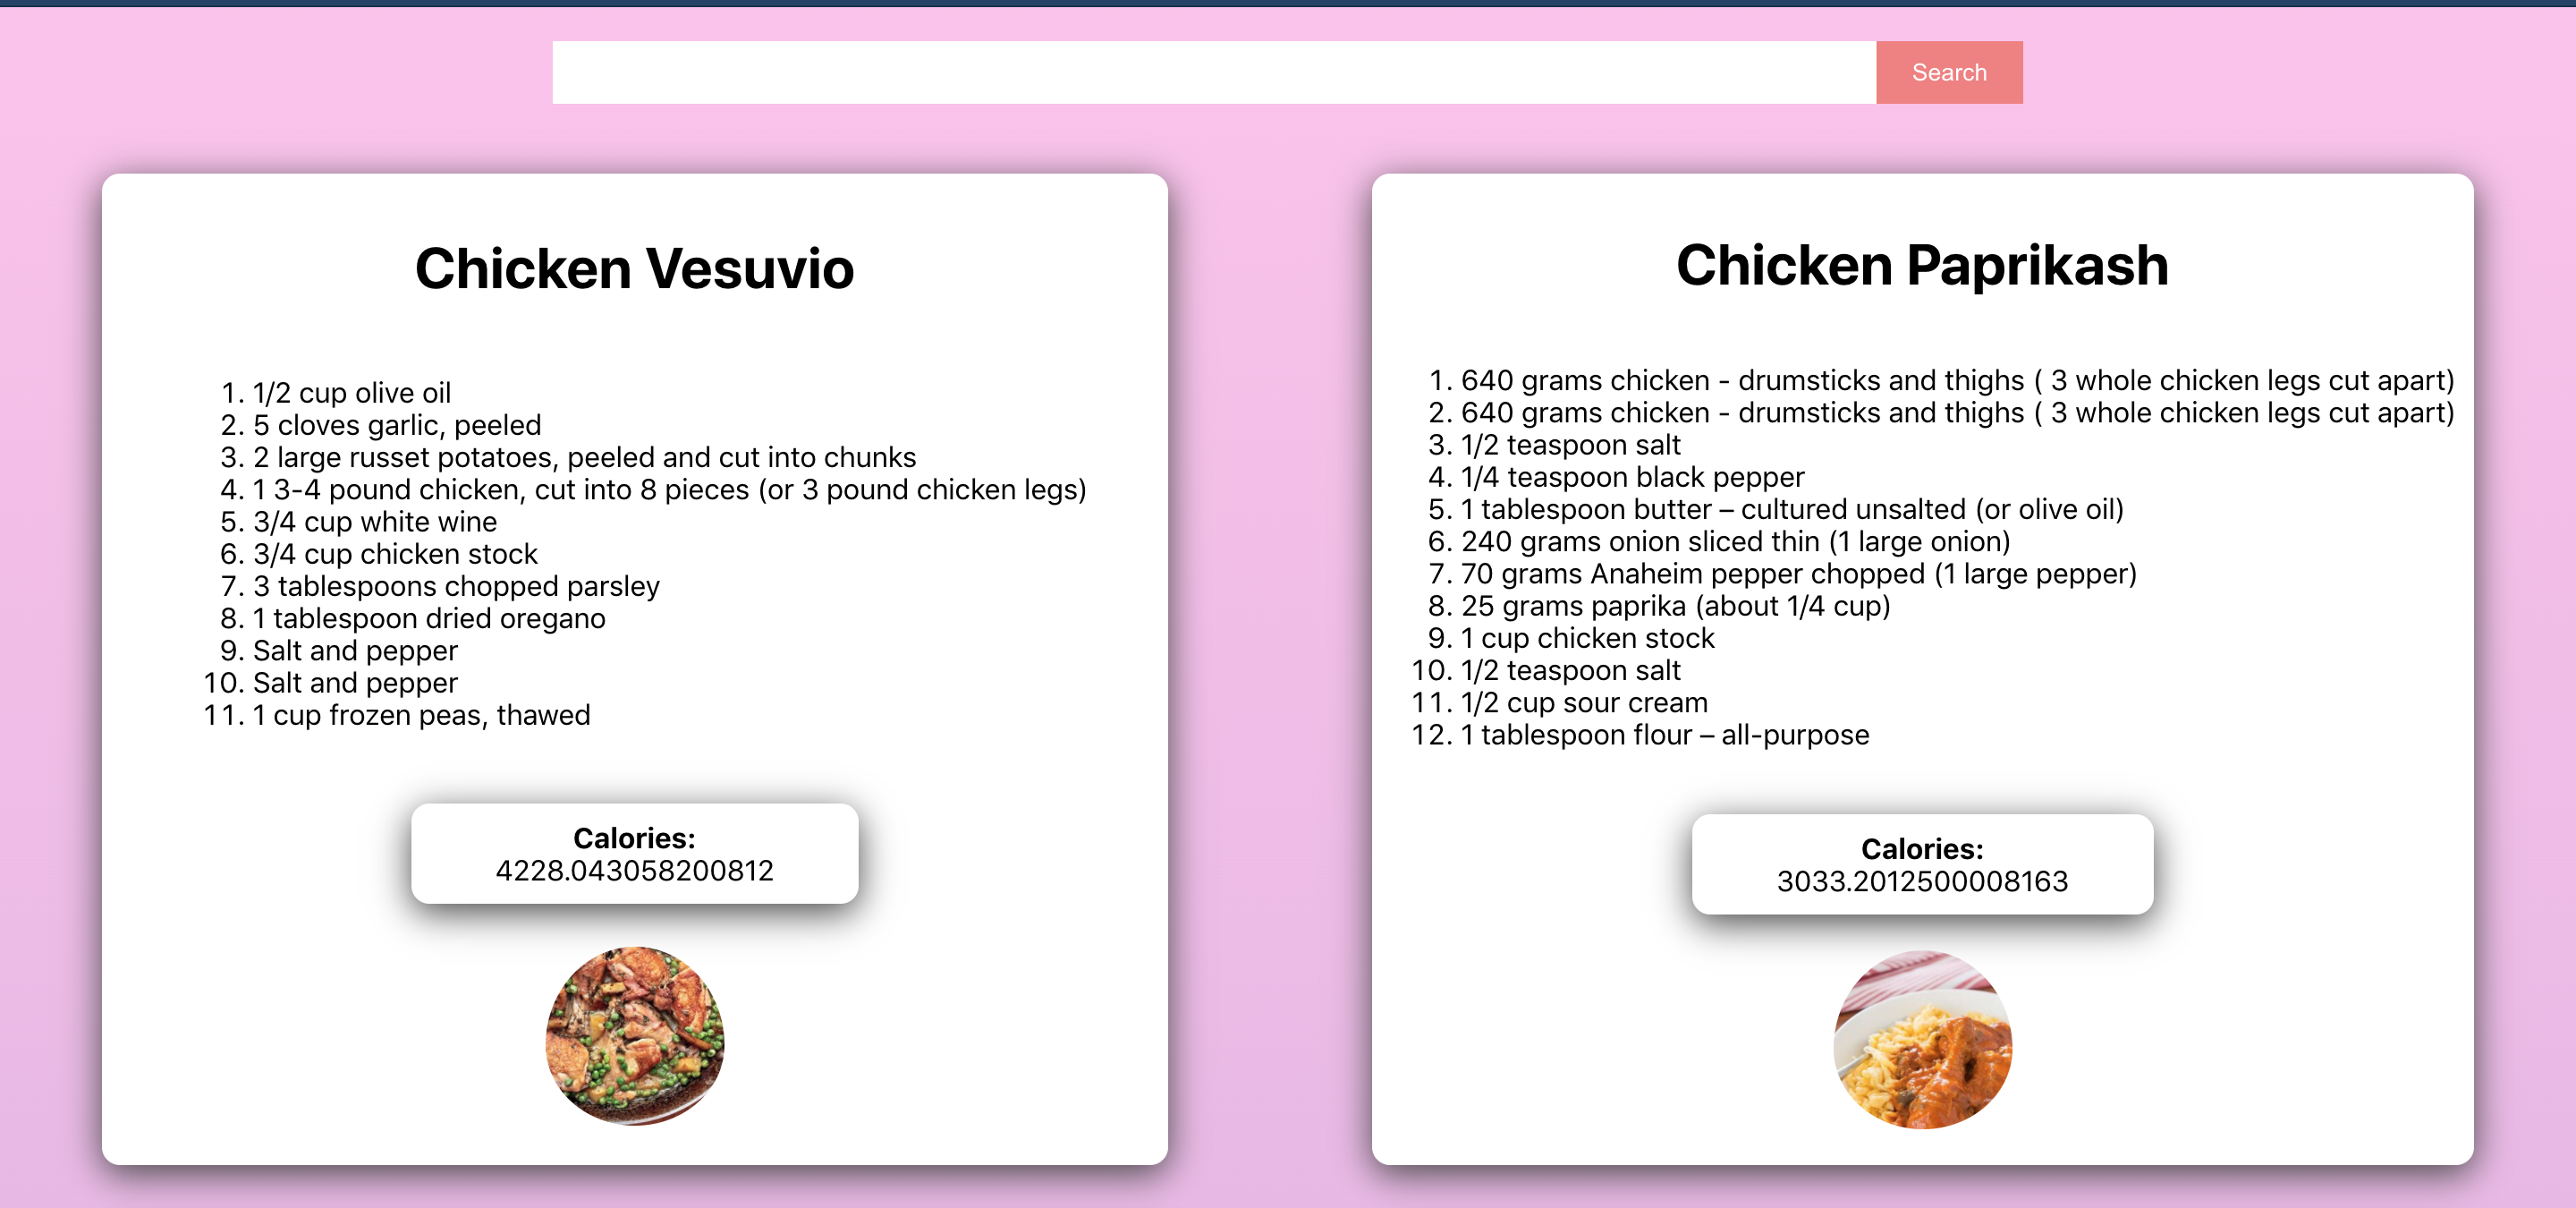 Search
Chicken Vesuvio
1. 1/2 cup olive oil
2. 5 cloves garlic, peeled
3. 2 large russet potatoes, peeled and cut into chunks
4. 1 3-4 pound chicken, cut into 8 pieces (or 3 pound chicken legs)
5. 3/4 cup white wine
6. 3/4 cup chicken stock
7. 3 tablespoons chopped parsley
8. 1 tablespoon dried oregano
9. Salt and pepper
10. Salt and pepper
11. 1 cup frozen peas, thawed
Calories:
4228.043058200812
Chicken Paprikash
1. 640 grams chicken - drumsticks and thighs ( 3 whole chicken legs cut apart)
2. 640 grams chicken - drumsticks and thighs ( 3 whole chicken legs cut apart)
3. 1/2 teaspoon salt
4. 1/4 teaspoon black pepper
5. 1 tablespoon butter – cultured unsalted (or olive oil)
6. 240 grams onion sliced thin (1 large onion)
7. 70 grams Anaheim pepper chopped (1 large pepper)
8. 25 grams paprika (about 1/4 cup)
9. 1 cup chicken stock
10. 1/2 teaspoon salt
11. 1/2 cup sour cream
12. 1 tablespoon flour – all-purpose
Calories:
3033.2012500008163